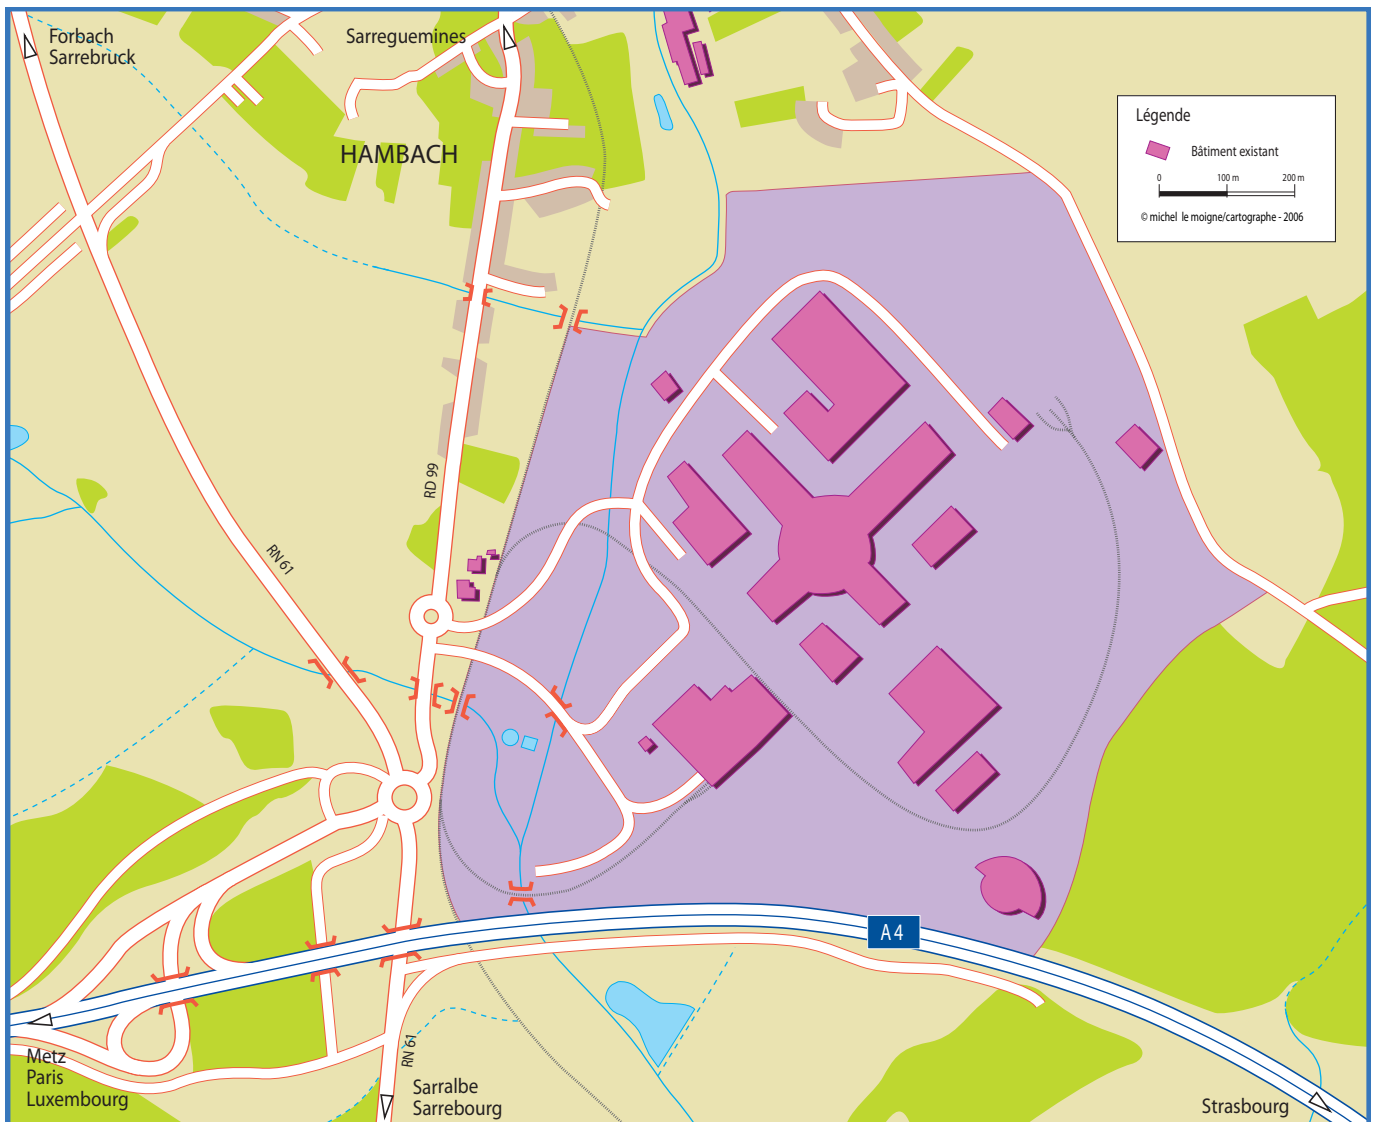 Forbach
Sarrebruck
Sarreguemines
HAMBACH
Légende
Bâtiment existant
0 100 m 200 m
© michel le moigne/cartographe - 2006
RD 99
RN 61
A4
RN 61
Metz
Paris
Luxembourg
Sarralbe
Sarrebourg
Strasbourg